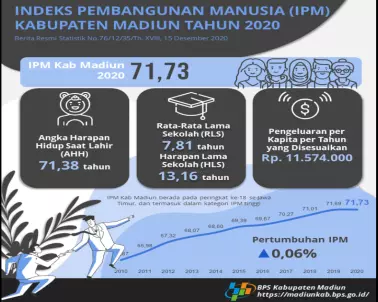 INDEKS PEMBANGUNAN MANUSIA (IPM)
KABUPATEN MADIUN TAHUN 2020
Berita Resmi Statistik No 76/12/35/Th. XVIII, 15 Desember 2020
IPM Kab Madiun
2020
71,73
Angka Harapan
Hidup Saat Lahir
(AHH)
71,38 tahun
Rata-Rata Lama
Sekolah (RLS)
7,81 tahun
Harapan Lama
Sekolah (HLS)
13,16 tahun
Pengeluaran per
Kapita per Tahun
yang Disesuaikan
Rp. 11.574.000
IPM Kab Madiun berada pada peringkat ke-18 se-Jawa
Timur, dan termasuk dalam kategori IPM tinggi
67,32 68,07 68,60 69,39 69,67 70,27 71,01 71,69 71,73
2010 2011 2012 2013 2014 2015 2016 2017 2018 2019 2020
Pertumbuhan IPM
▲0,06%
BPS Kabupaten Madiun
https://madiunkab.bps.go.id/